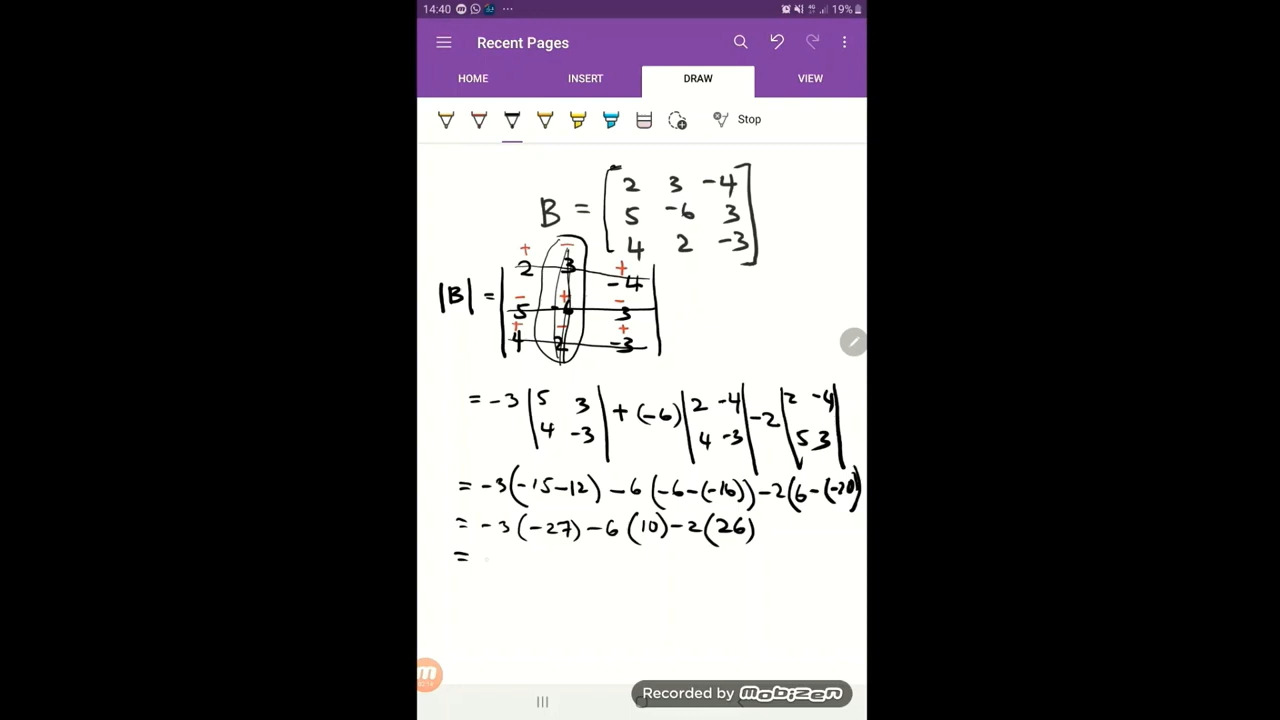 14:40 ... 4G 19%
Recent Pages
HOME INSERT DRAW VIEW
Stop
B = [ 2 3 -4
5 -6 3
4 2 -3 ]
+ - +
2 3 -4
|B| =
- + -
5 - 3
+ - +
4 2 -3
= -3 | 5 3 | + (-6) | 2 -4 | -2 | 2 -4 |
4 -3 4 -3 5 3
= -3(-15-12) -6(-6-(-16)) -2(6-(-20)
= -3(-27) -6(10) -2(26)
=
Recorded by mobizen